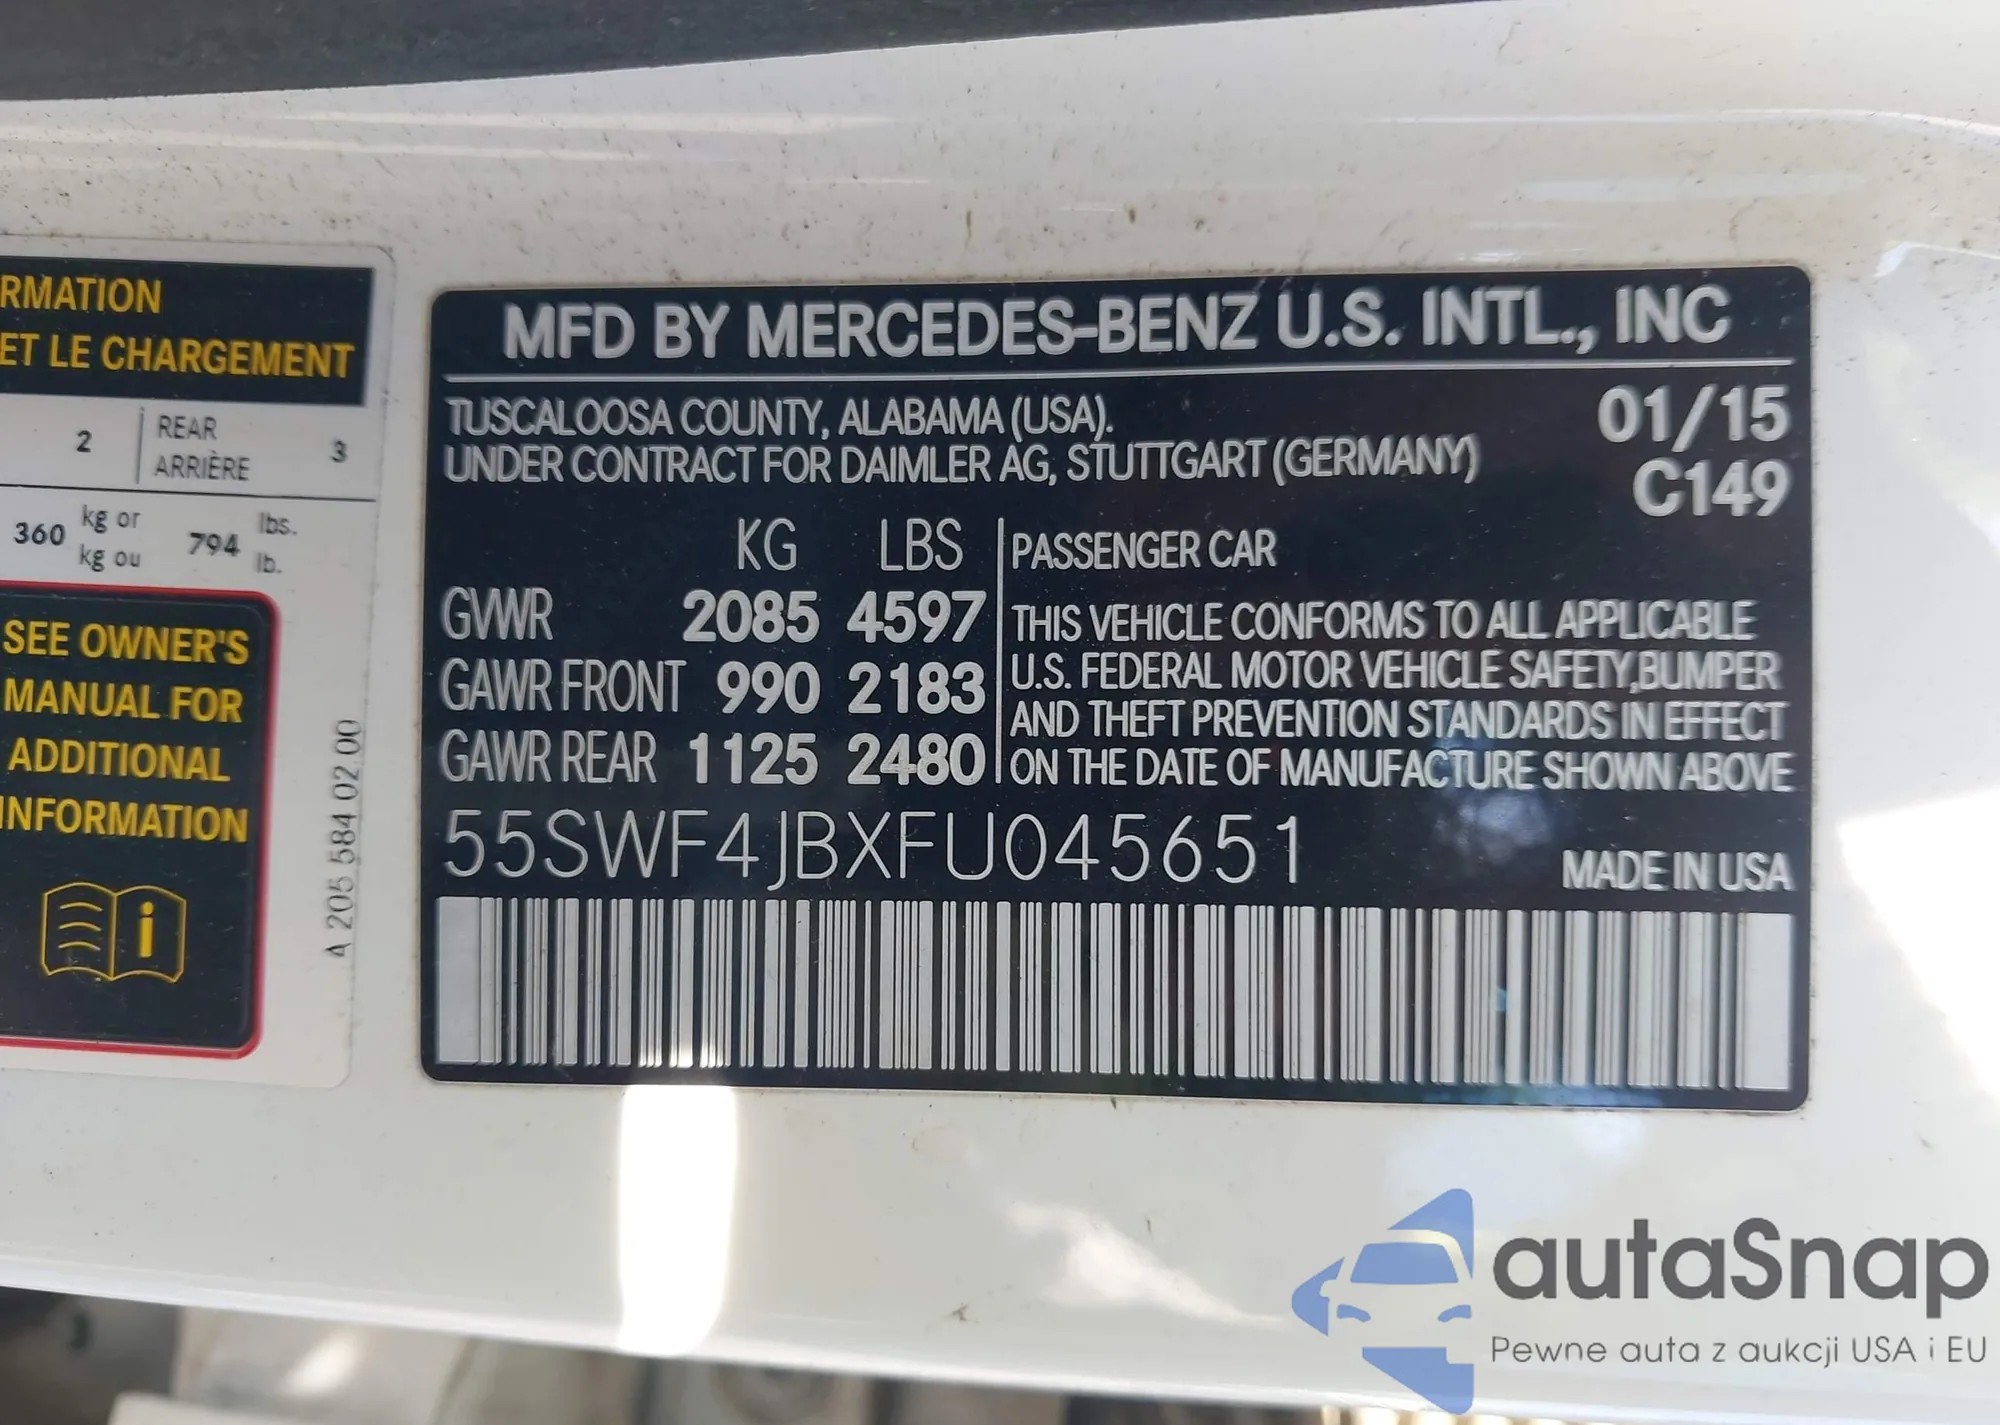 RMATION
ET LE CHARGEMENT
2 REAR
ARRIÈRE 3
360 kg or
kg ou 794 lbs.
lb.
SEE OWNER'S
MANUAL FOR
ADDITIONAL
INFORMATION
i
A 205 584 02 00
MFD BY MERCEDES-BENZ U.S. INTL., INC
TUSCALOOSA COUNTY, ALABAMA (USA). 01/15
UNDER CONTRACT FOR DAIMLER AG, STUTTGART (GERMANY) C149
KG LBS PASSENGER CAR
GVWR 2085 4597
GAWR FRONT 990 2183
GAWR REAR 1125 2480
THIS VEHICLE CONFORMS TO ALL APPLICABLE
U.S. FEDERAL MOTOR VEHICLE SAFETY,BUMPER
AND THEFT PREVENTION STANDARDS IN EFFECT
ON THE DATE OF MANUFACTURE SHOWN ABOVE
55SWF4JBXFU045651
MADE IN USA
autaSnap
Pewne auta z aukcji USA i EU